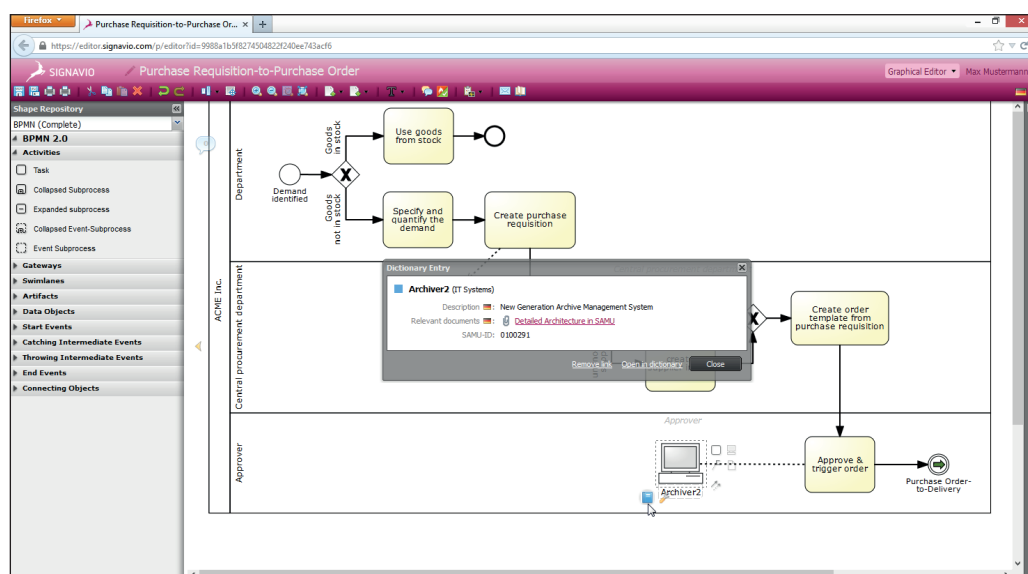 Firefox
Purchase Requisition-to-Purchase Or... × +
https://editor.signavio.com/p/editor?id=9988a1b5f8274504822f240ee743acf6
SIGNAVIO
Purchase Requisition-to-Purchase Order
Graphical Editor
Max Mustermann
Shape Repository
BPMN (Complete)
BPMN 2.0
Activities
Task
Collapsed Subprocess
Expanded subprocess
Collapsed Event-Subprocess
Event Subprocess
Gateways
Swimlanes
Artifacts
Data Objects
Start Events
Catching Intermediate Events
Throwing Intermediate Events
End Events
Connecting Objects
ACME Inc.
Department
Demand
identified
Goods
in stock
Use goods
from stock
Goods
not in stock
Specify and
quantify the
demand
Create purchase
requisition
Central procurement department
Dictionary Entry
Archiver2 (IT Systems)
Description : New Generation Archive Management System
Relevant documents : Detailed Architecture in SAMU
SAMU-ID: 0100291
Remove link
Open in dictionary
Close
create
Create order
template from
purchase requisition
Approver
Approver
Archiver2
Approve &
trigger order
Purchase Order-
to-Delivery